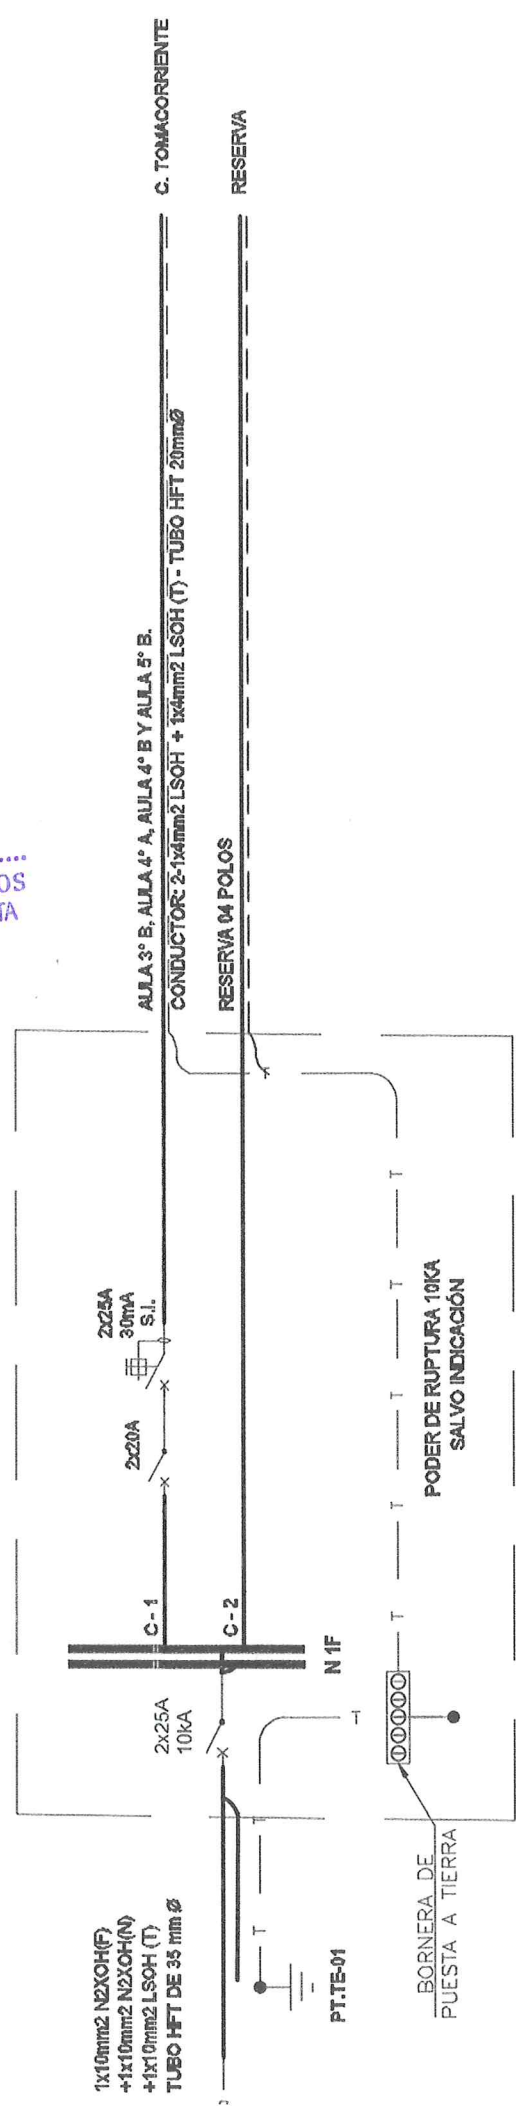 1x10mm2 N2XOH(F)
+1x10mm2 N2XOH(N)
+1x10mm2 LSOH (T)
TUBO HFT DE 35 mm Ø
T
T
PT.TE-01
BORNERA DE
PUESTA A TIERRA
2x25A
10kA
T
N 1F
C - 1
C - 2
2x20A
2x25A
30mA
S.I.
T
T
T
T
T
PODER DE RUPTURA 10KA
SALVO INDICACIÓN
AULA 3° B, AULA 4° A, AULA 4° B Y AULA 5° B.
CONDUCTOR: 2-1x4mm2 LSOH + 1x4mm2 LSOH (T) - TUBO HFT 20mmØ
RESERVA 04 POLOS
C. TOMACORRIENTE
RESERVA
OS
TA